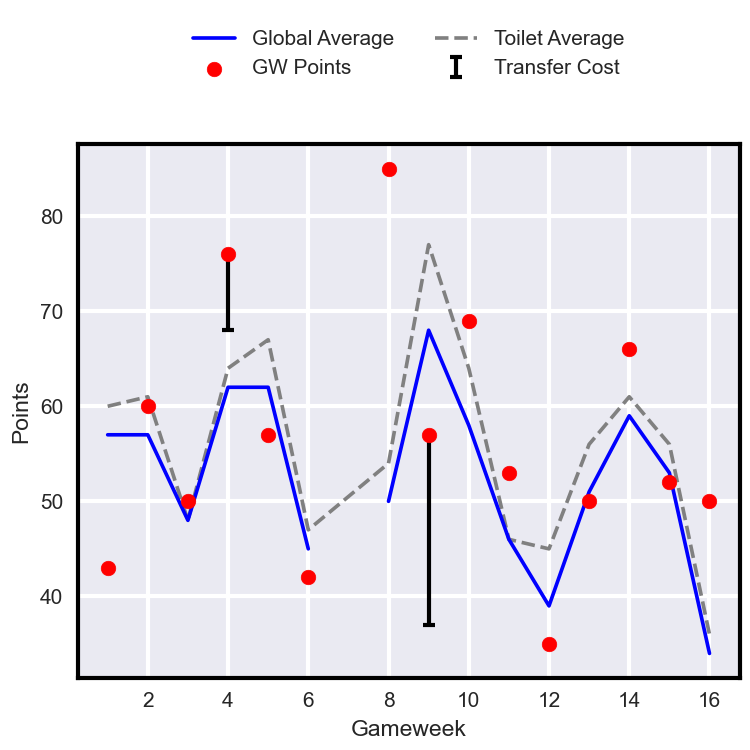 Global Average
Toilet Average
GW Points
Transfer Cost
80
70
60
50
40
Points
2 4 6 8 10 12 14 16
Gameweek